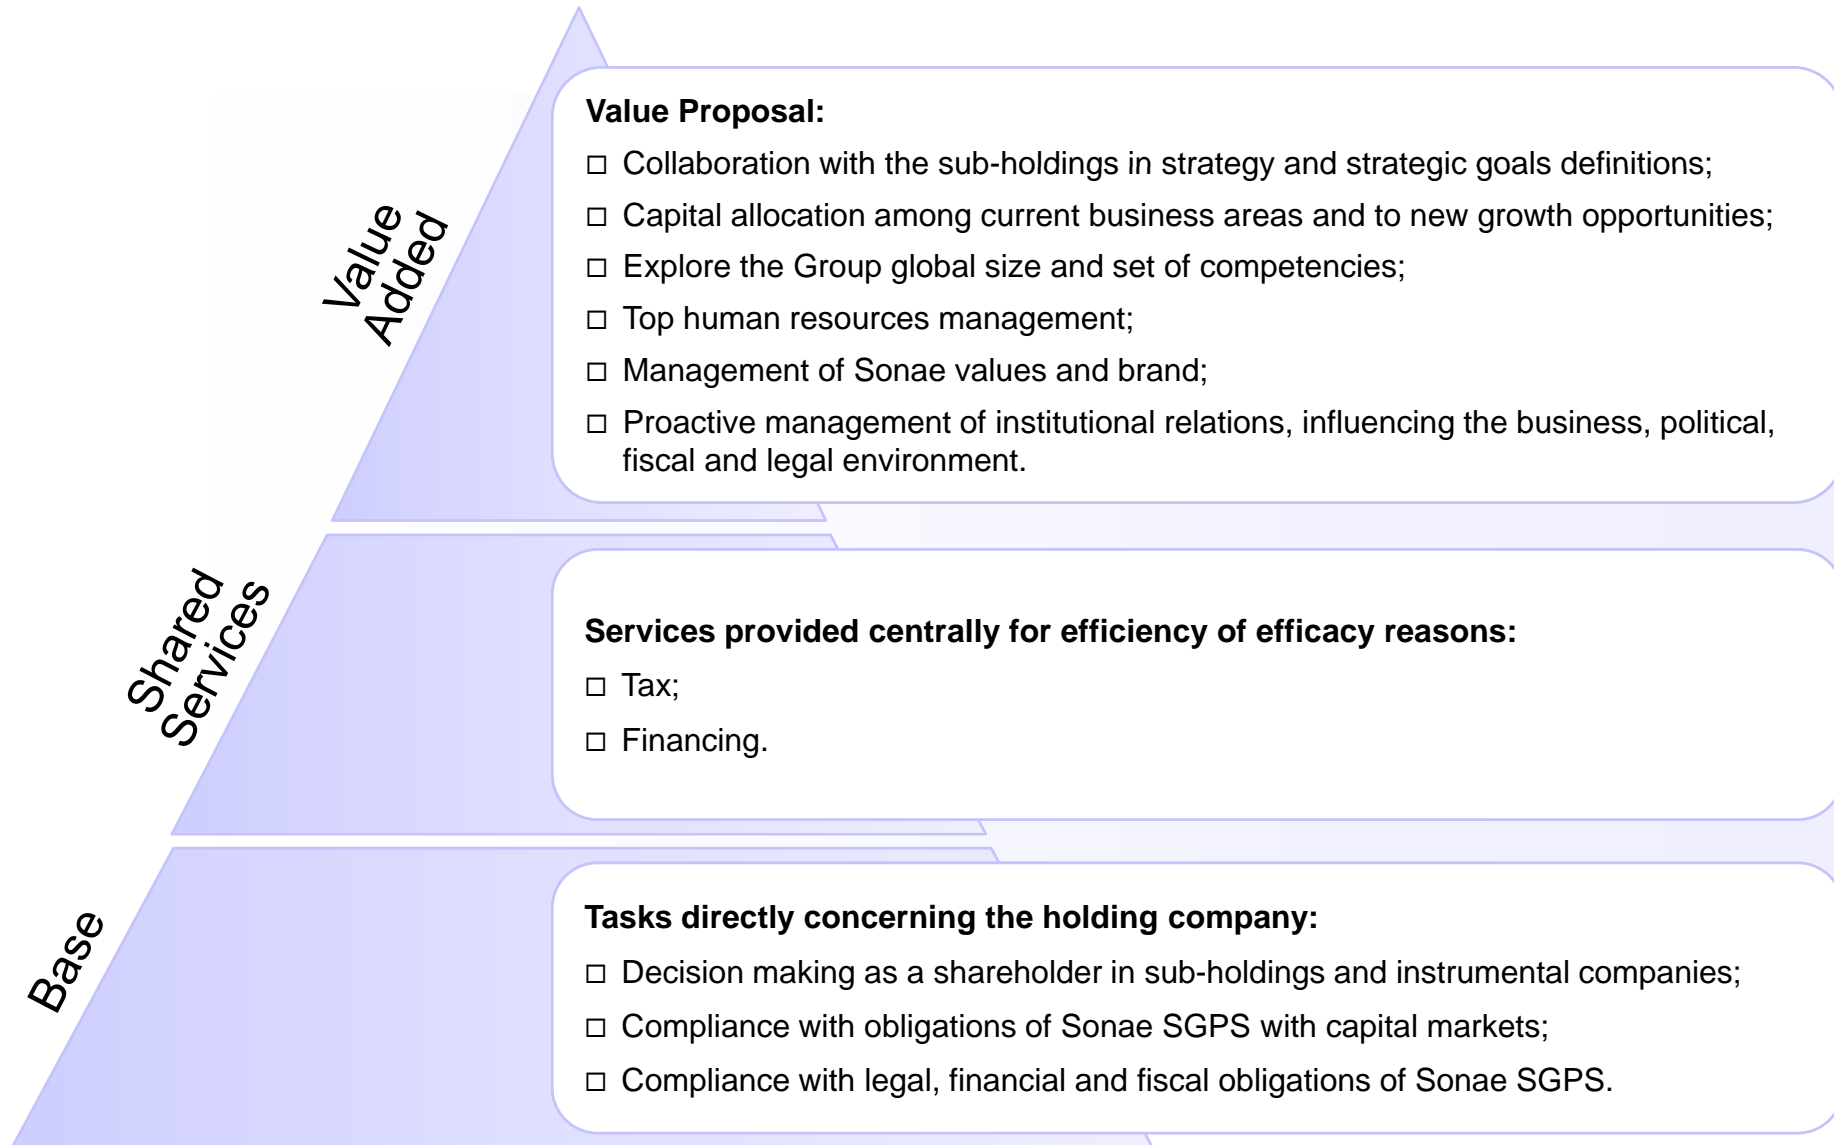 Value
Added
Value Proposal:
□ Collaboration with the sub-holdings in strategy and strategic goals definitions;
□ Capital allocation among current business areas and to new growth opportunities;
□ Explore the Group global size and set of competencies;
□ Top human resources management;
□ Management of Sonae values and brand;
□ Proactive management of institutional relations, influencing the business, political,
fiscal and legal environment.
Shared
Services
Services provided centrally for efficiency of efficacy reasons:
□ Tax;
□ Financing.
Base
Tasks directly concerning the holding company:
□ Decision making as a shareholder in sub-holdings and instrumental companies;
□ Compliance with obligations of Sonae SGPS with capital markets;
□ Compliance with legal, financial and fiscal obligations of Sonae SGPS.